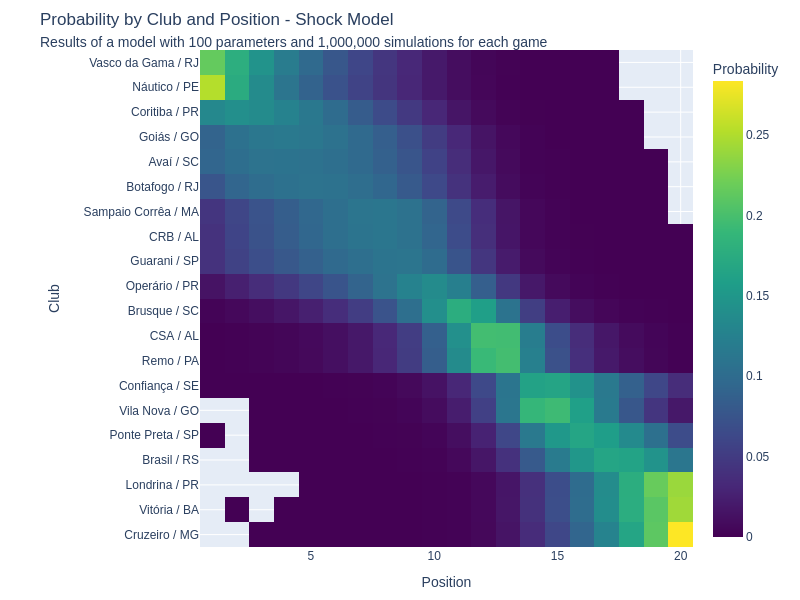 Probability by Club and Position - Shock Model
Results of a model with 100 parameters and 1,000,000 simulations for each game
Probability
Vasco da Gama / RJ
Náutico / PE
Coritiba / PR
Goiás / GO
Avaí / SC
Botafogo / RJ
Sampaio Corrêa / MA
CRB / AL
Guarani / SP
Operário / PR
Brusque / SC
CSA / AL
Remo / PA
Confiança / SE
Vila Nova / GO
Ponte Preta / SP
Brasil / RS
Londrina / PR
Vitória / BA
Cruzeiro / MG
Club
5
10
15
20
Position
0.25
0.2
0.15
0.1
0.05
0